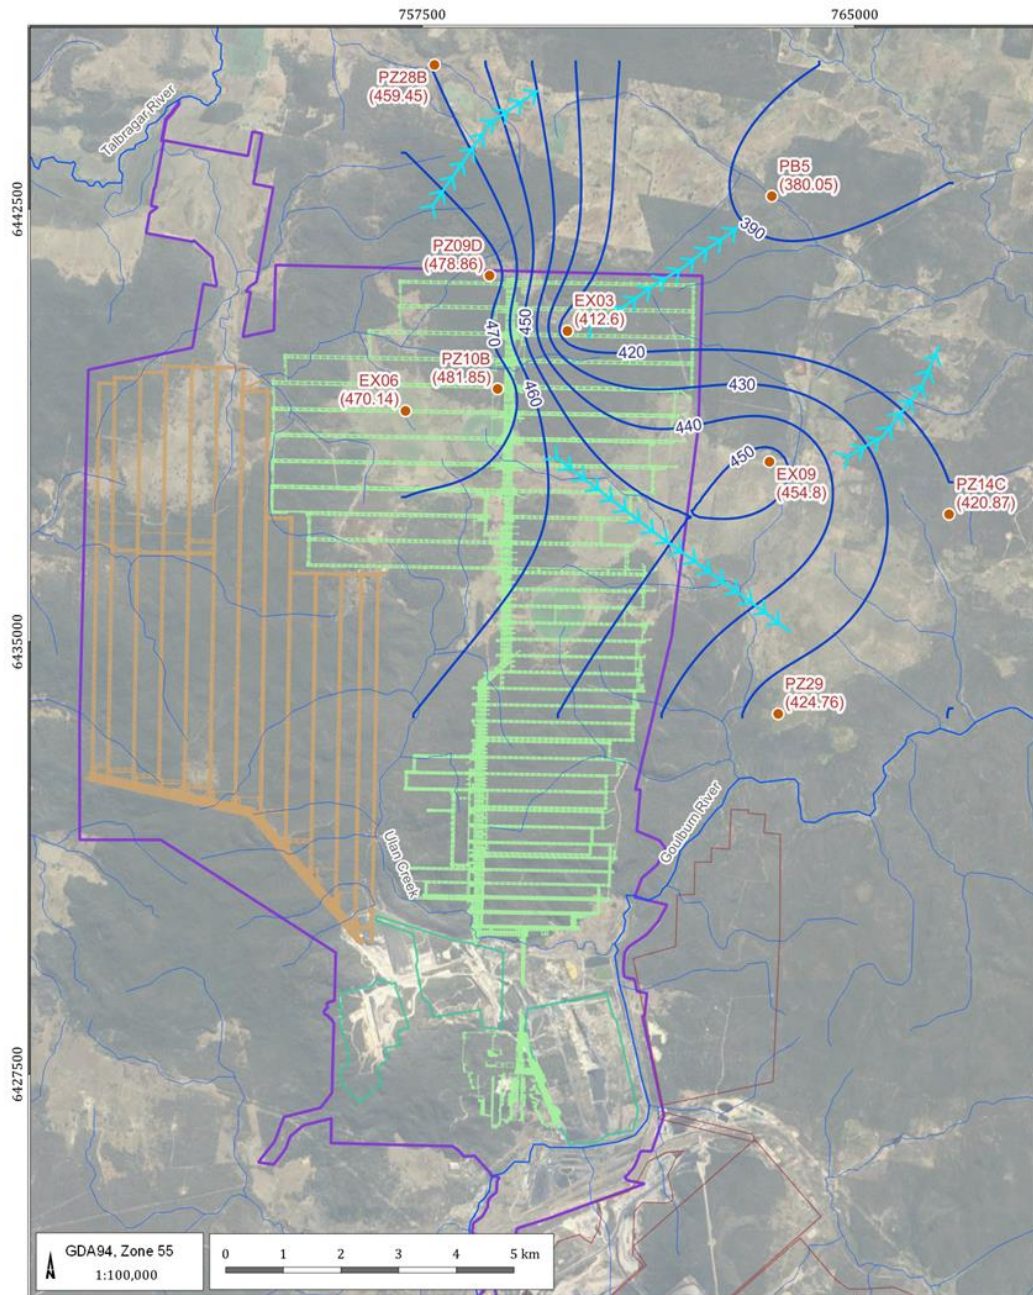 757500
765000
PZ28B
(459.45)
Talbragar River
PB5
(380.05)
6442500
390
PZ09D
(478.86)
EX03
(412.6)
450
470
420
PZ10B
(481.85)
EX06
(470.14)
460
430
440
450
EX09
(454.8)
PZ14C
(420.87)
6435000
PZ29
(424.76)
Goulburn River
Ulan Creek
6427500
GDA94, Zone 55
1:100,000
0 1 2 3 4 5 km
N